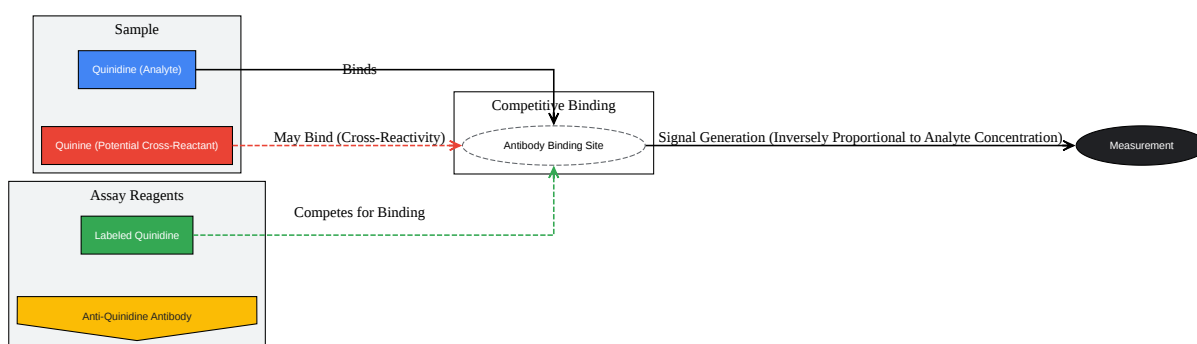 Sample
Quinidine (Analyte)
Binds
Competitive Binding
Quinine (Potential Cross-Reactant)
May Bind (Cross-Reactivity)
Antibody Binding Site
Signal Generation (Inversely Proportional to Analyte Concentration)
Measurement
Assay Reagents
Labeled Quinidine
Competes for Binding
Anti-Quinidine Antibody